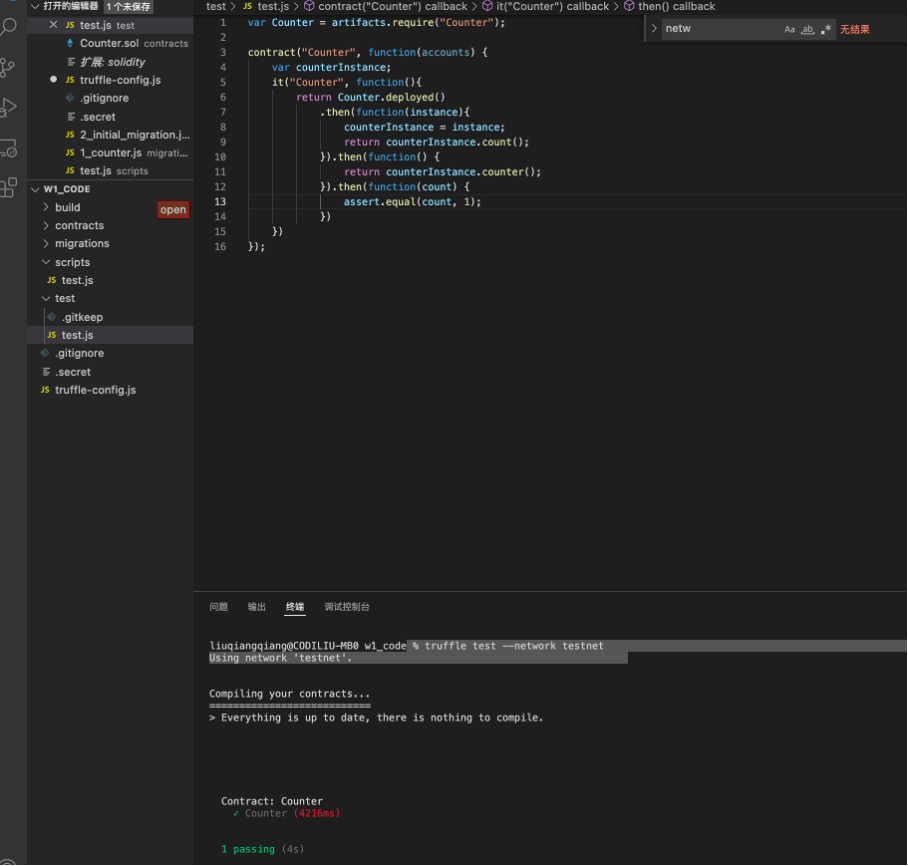 打开的编辑器 1 个未保存
JS test.js test
Counter.sol contracts
扩展: solidity
JS truffle-config.js
.gitignore
.secret
JS 2_initial_migration.j...
JS 1_counter.js migrati...
JS test.js scripts
W1_CODE
build
open
contracts
migrations
scripts
JS test.js
test
.gitkeep
JS test.js
.gitignore
.secret
JS truffle-config.js
test > JS test.js > contract("Counter") callback > it("Counter") callback > then() callback
netw Aa ab .* 无结果
1 var Counter = artifacts.require("Counter");
2
3 contract("Counter", function(accounts) {
4 var counterInstance;
5 it("Counter", function(){
6 return Counter.deployed()
7 .then(function(instance){
8 counterInstance = instance;
9 return counterInstance.count();
10 }).then(function() {
11 return counterInstance.counter();
12 }).then(function(count) {
13 assert.equal(count, 1);
14 })
15 })
16 });
问题 输出 终端 调试控制台
liuqiangqiang@CODILIU-MB0 w1_code % truffle test --network testnet
Using network 'testnet'.
Compiling your contracts...
===========================
> Everything is up to date, there is nothing to compile.
Contract: Counter
✓ Counter (4216ms)
1 passing (4s)